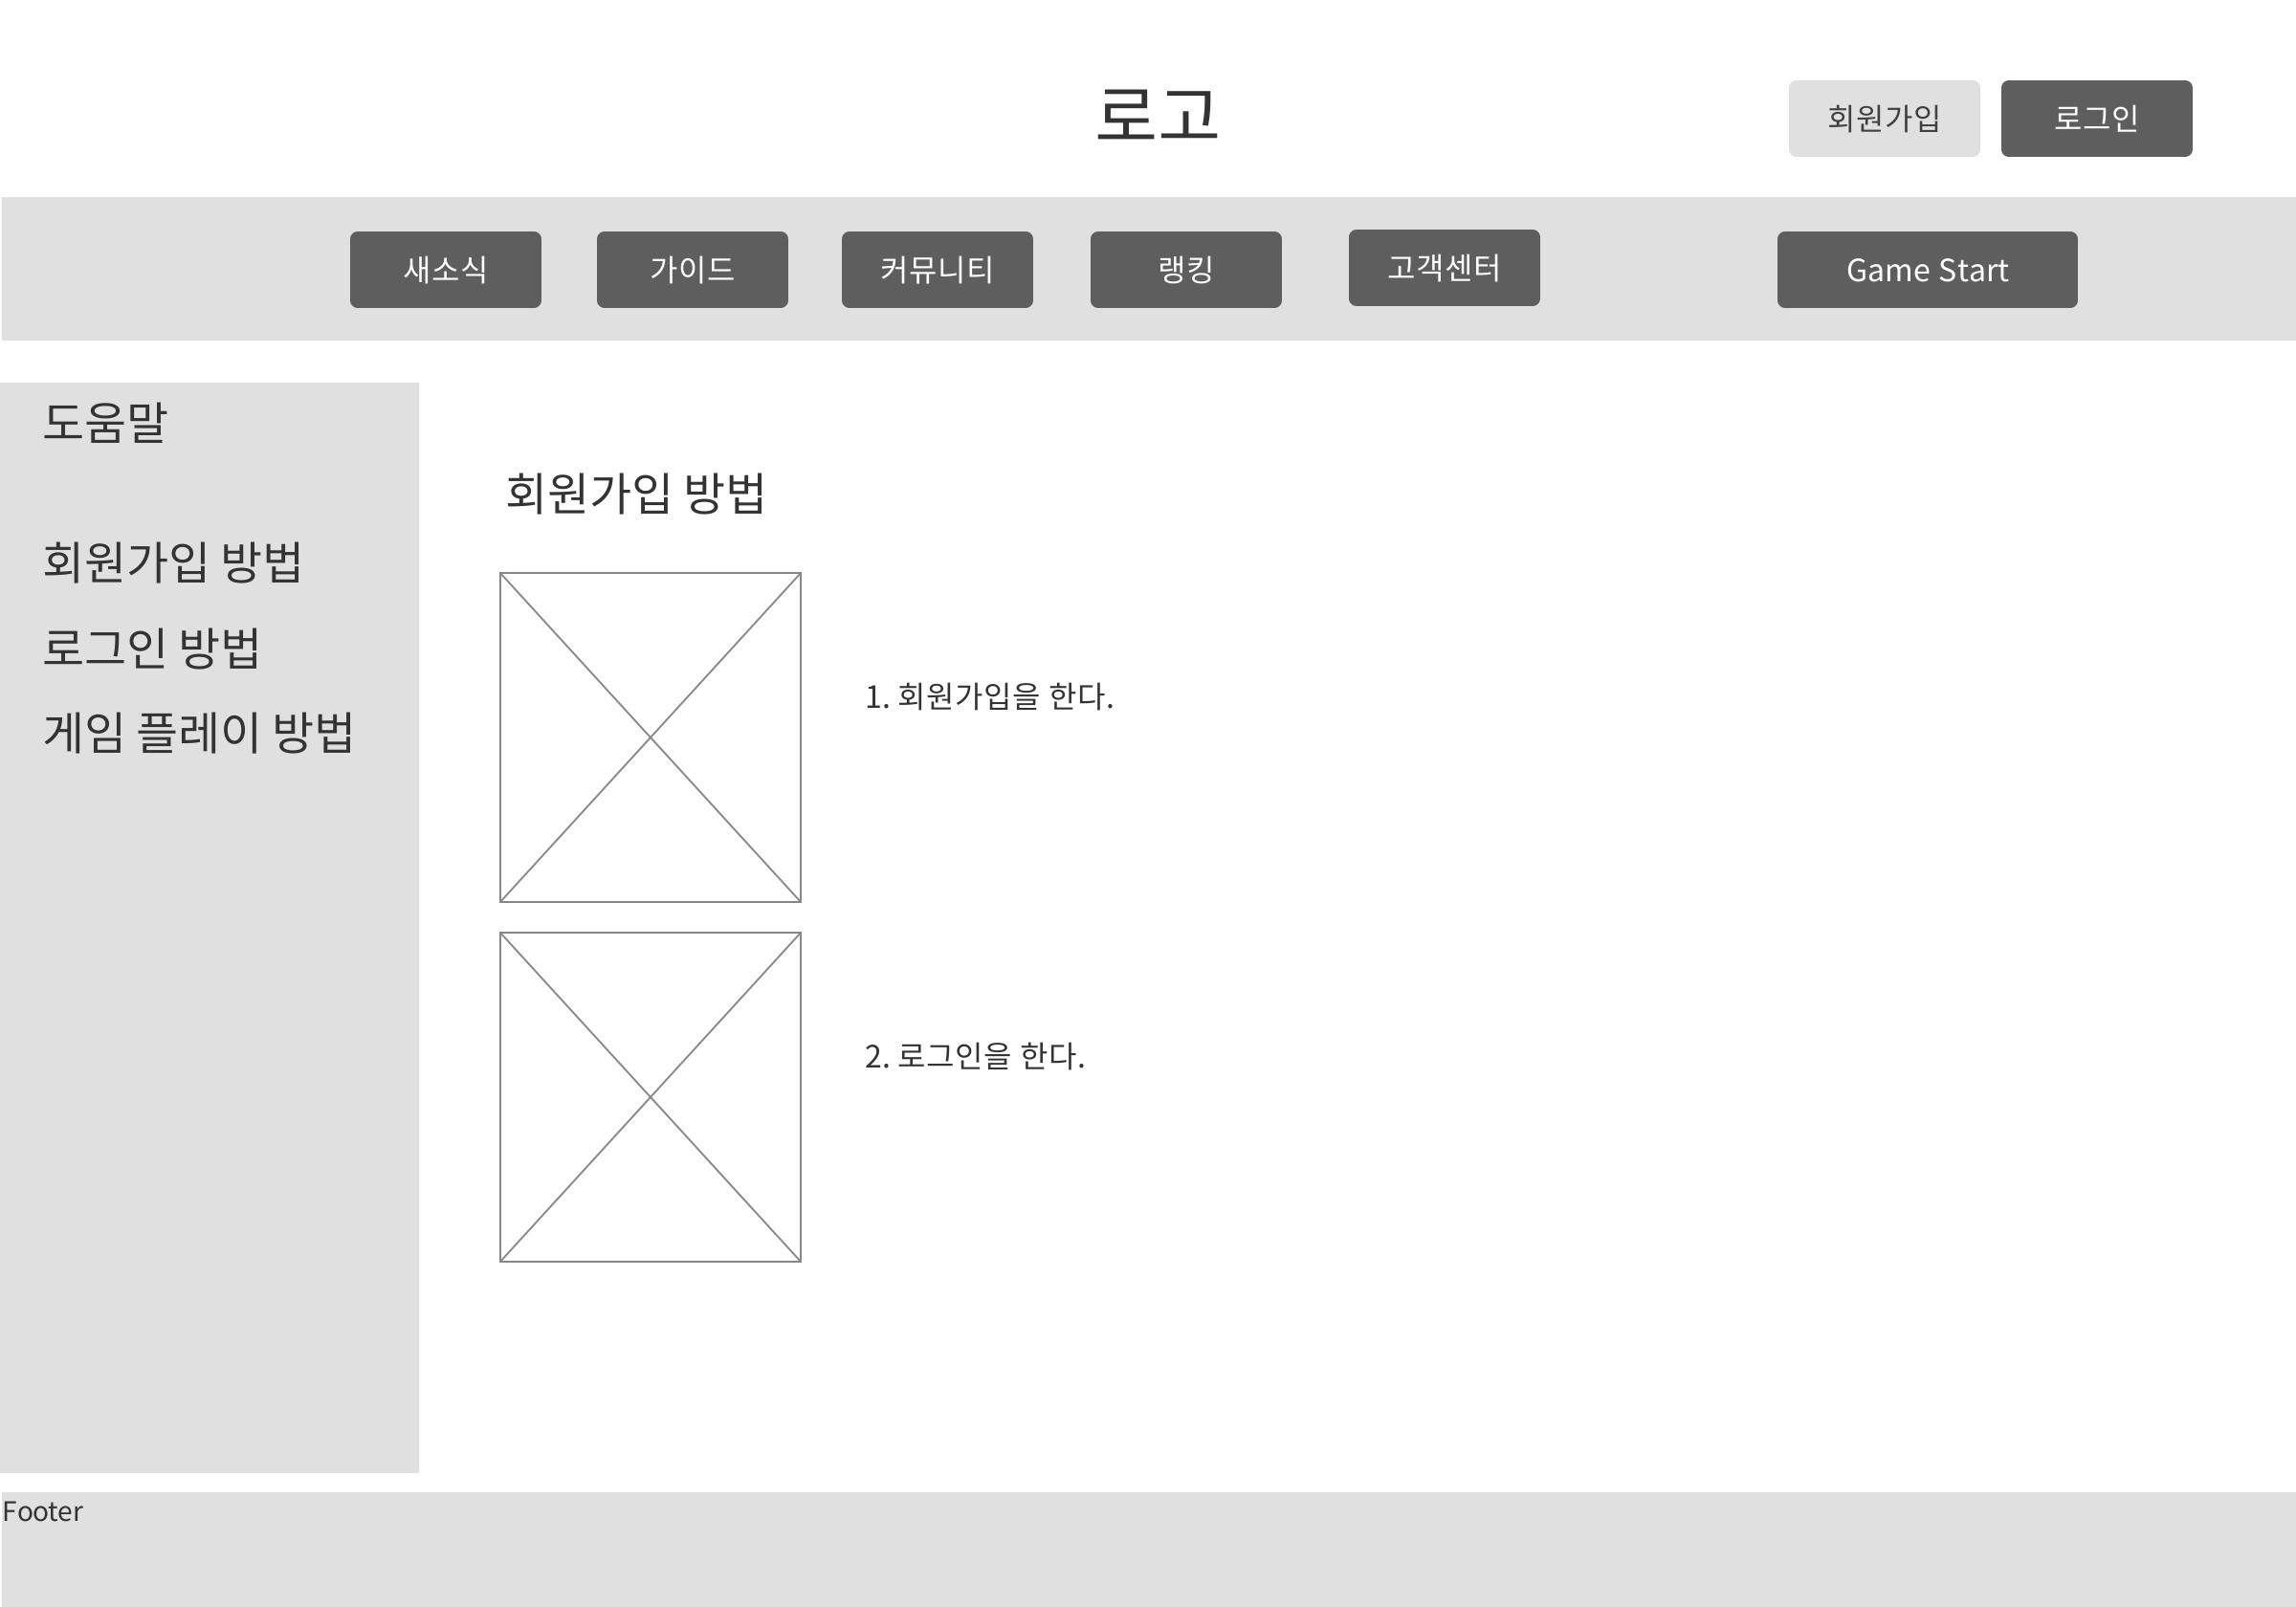 로고
회원가입
로그인
새소식
가이드
커뮤니티
랭킹
고객센터
Game Start
도움말
회원가입 방법
로그인 방법
게임 플레이 방법
회원가입 방법
1. 회원가입을 한다.
2. 로그인을 한다.
Footer